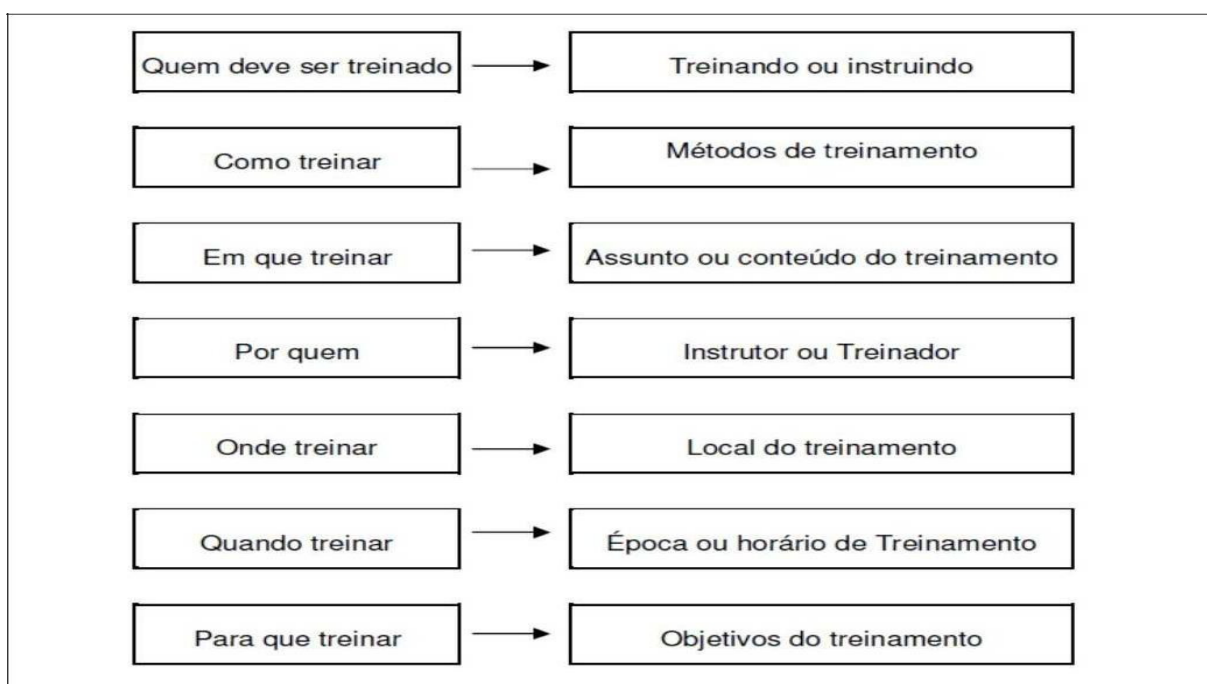 Quem deve ser treinado
Treinando ou instruindo
Como treinar
Métodos de treinamento
Em que treinar
Assunto ou conteúdo do treinamento
Por quem
Instrutor ou Treinador
Onde treinar
Local do treinamento
Quando treinar
Época ou horário de Treinamento
Para que treinar
Objetivos do treinamento